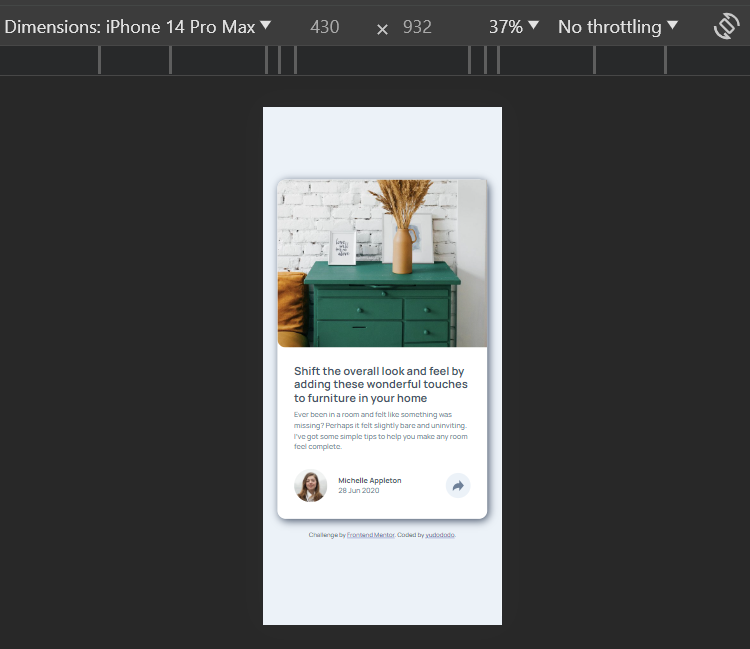 Dimensions: iPhone 14 Pro Max 430 × 932 37% No throttling
Shift the overall look and feel by
adding these wonderful touches
to furniture in your home
Ever been in a room and felt like something was
missing? Perhaps it felt slightly bare and uninviting.
I've got some simple tips to help you make any room
feel complete.
Michelle Appleton
28 Jun 2020
Challenge by Frontend Mentor. Coded by yudododo.